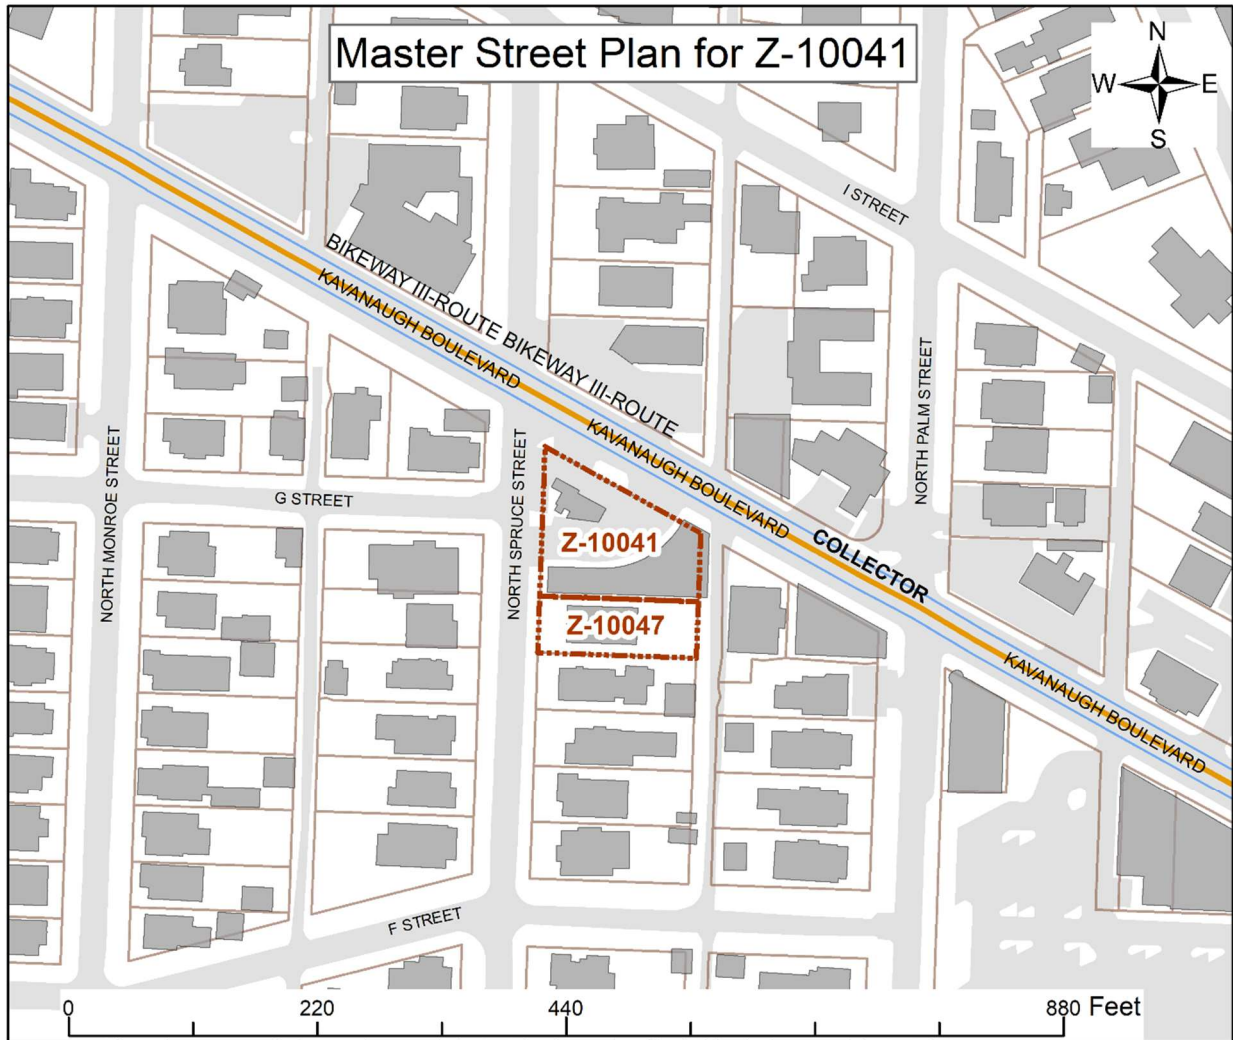 Master Street Plan for Z-10041
N
W E
S
I STREET
BIKEWAY III-ROUTE BIKEWAY III-ROUTE
KAVANAUGH BOULEVARD
KAVANAUGH BOULEVARD
NORTH PALM STREET
NORTH MONROE STREET
G STREET
NORTH SPRUCE STREET
Z-10041
COLLECTOR
Z-10047
KAVANAUGH BOULEVARD
F STREET
0 220 440 880 Feet